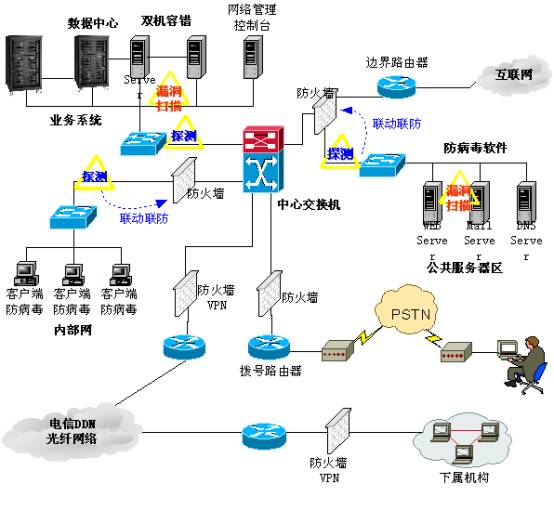 数据中心
双机容错
网络管理
控制台
Serve
r
漏洞
扫描
业务系统
探测
防火墙
边界路由器
互联网
联动联防
探测
防病毒软件
探测
防火墙
联动联防
中心交换机
漏洞
扫描
WEB
Serve
r
Mail
Serve
r
DNS
Serve
r
公共服务器区
客户端
防病毒
客户端
防病毒
客户端
防病毒
内部网
防火墙
VPN
防火墙
PSTN
拨号路由器
电信DDN
光纤网络
防火墙
VPN
下属机构